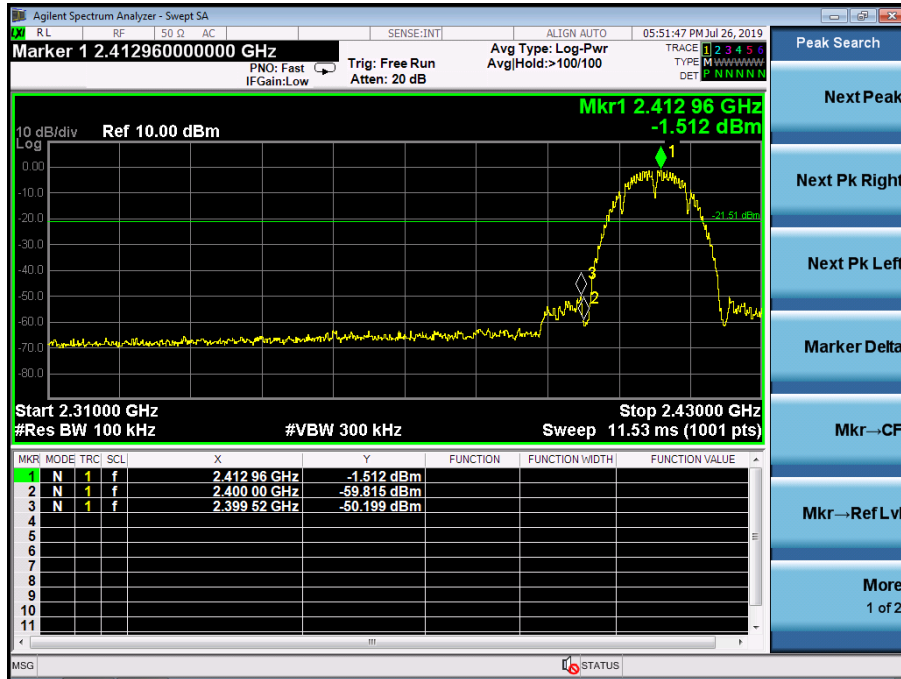 Agilent Spectrum Analyzer - Swept SA
LXI RL RF 50 Ω AC SENSE:INT ALIGN AUTO 05:51:47 PM Jul 26, 2019
Marker 1 2.412960000000 GHz
PNO: Fast
IFGain:Low
Trig: Free Run
Atten: 20 dB
Avg Type: Log-Pwr
Avg|Hold:>100/100
TRACE 1 2 3 4 5 6
TYPE M WWWWW
DET P N N N N N
Mkr1 2.412 96 GHz
-1.512 dBm
10 dB/div Ref 10.00 dBm
Log
1
0.00
-10.0
-20.0
-21.51 dBm
-30.0
-40.0
3
-50.0
2
-60.0
-70.0
-80.0
Start 2.31000 GHz Stop 2.43000 GHz
#Res BW 100 kHz #VBW 300 kHz Sweep 11.53 ms (1001 pts)
MKR MODE TRC SCL X Y FUNCTION FUNCTION WIDTH FUNCTION VALUE
1 N 1 f 2.412 96 GHz -1.512 dBm
2 N 1 f 2.400 00 GHz -59.815 dBm
3 N 1 f 2.399 52 GHz -50.199 dBm
4
5
6
7
8
9
10
11
MSG STATUS
Peak Search
Next Peak
Next Pk Right
Next Pk Left
Marker Delta
Mkr→CF
Mkr→Ref Lvl
More
1 of 2